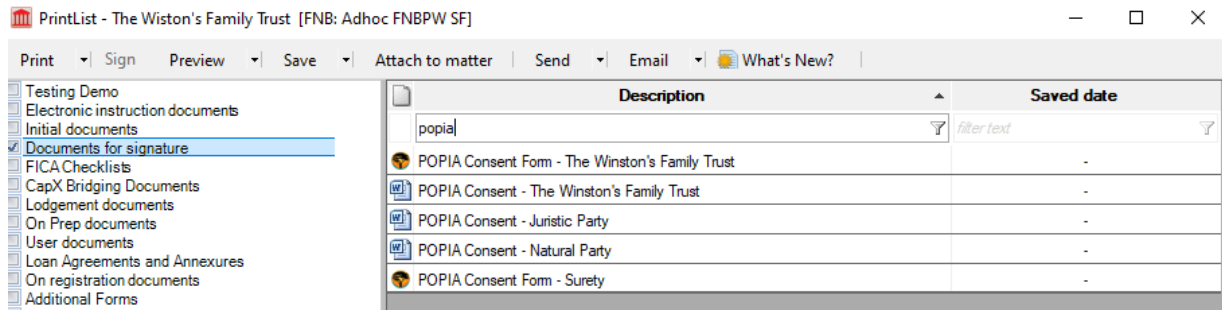 PrintList - The Wiston's Family Trust [FNB: Adhoc FNBPW SF]
Print Sign Preview Save Attach to matter Send Email What's New?
Testing Demo
Electronic instruction documents
Initial documents
Documents for signature
FICA Checklists
CapX Bridging Documents
Lodgement documents
On Prep documents
User documents
Loan Agreements and Annexures
On registration documents
Additional Forms
Description Saved date
popia filter text
POPIA Consent Form - The Winston's Family Trust -
POPIA Consent - The Winston's Family Trust -
POPIA Consent - Juristic Party -
POPIA Consent - Natural Party -
POPIA Consent Form - Surety -